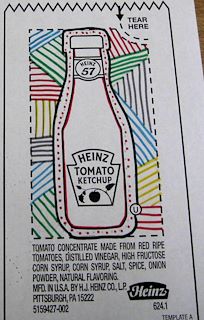 TEAR
HERE
HEINZ
57
HEINZ
TOMATO
KETCHUP
U
TOMATO CONCENTRATE MADE FROM RED RIPE
TOMATOES, DISTILLED VINEGAR, HIGH FRUCTOSE
CORN SYRUP, CORN SYRUP, SALT, SPICE, ONION
POWDER, NATURAL FLAVORING.
MFD. IN U.S.A. BY H.J. HEINZ CO., L.P.
PITTSBURGH, PA 15222
Heinz
5159427-002
624.1
TEMPLATE A